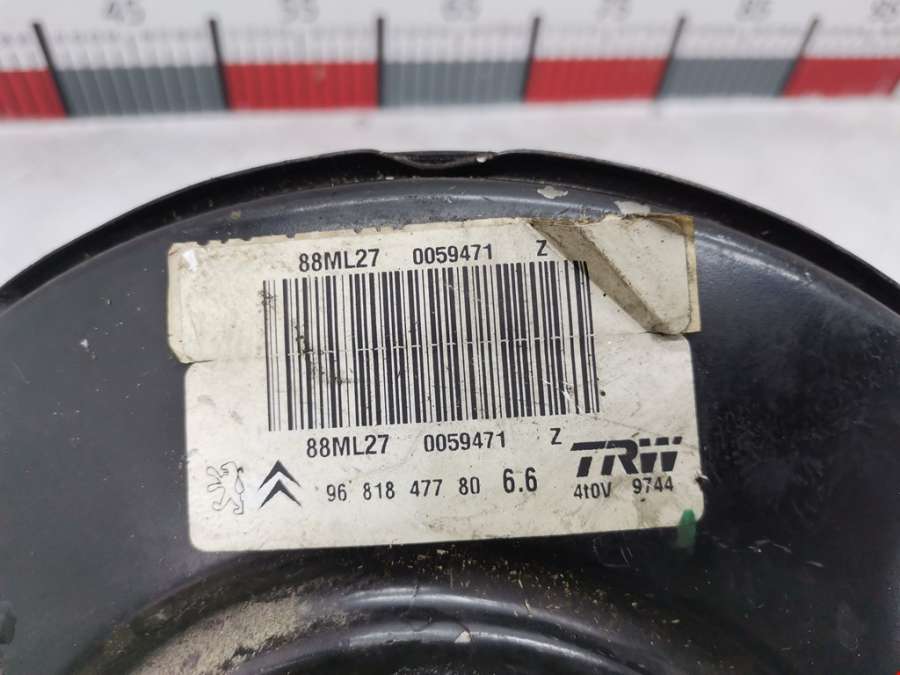 45 55 65 75 85
88ML27 0059471 Z
88ML27 0059471 Z
TRW
96 818 477 80 6.6
4t0V 9744